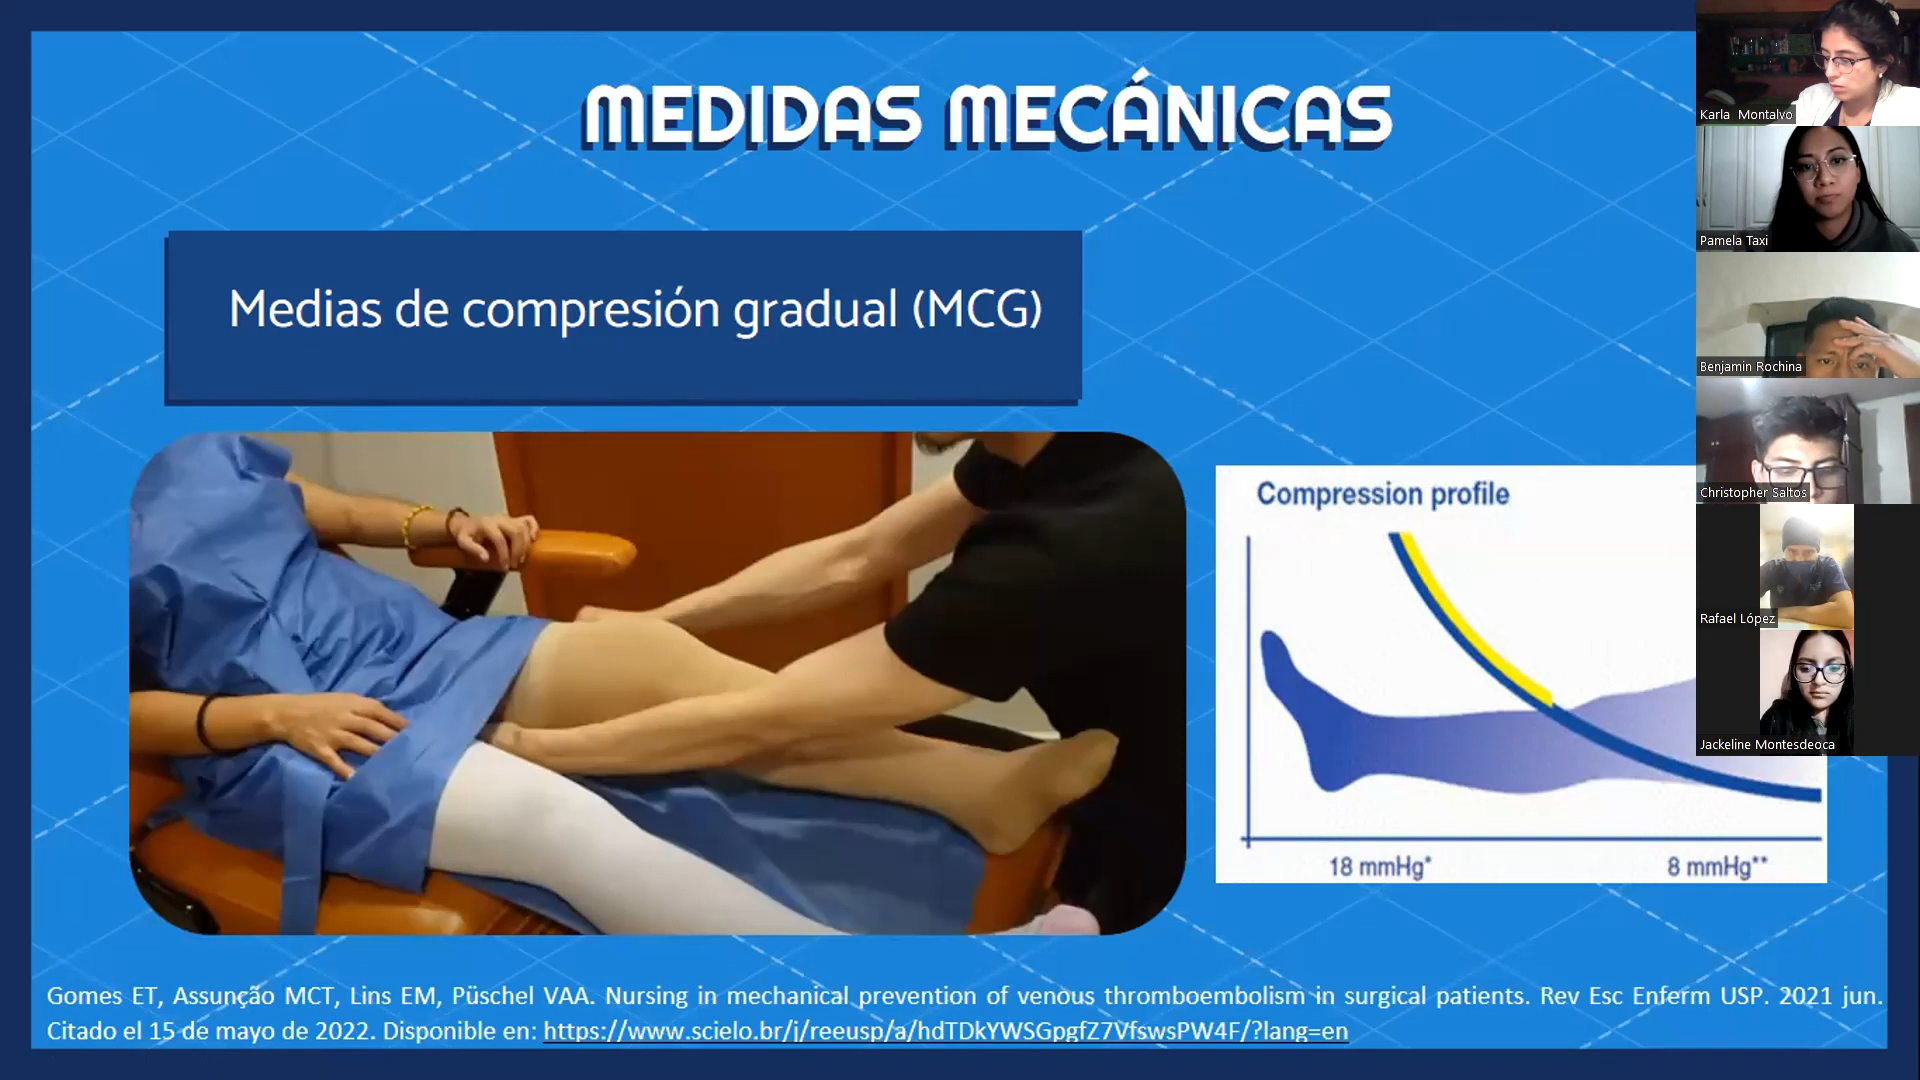 MEDIDAS MECÁNICAS
Medias de compresión gradual (MCG)
Compression profile
18 mmHg*
8 mmHg**
Gomes ET, Assunção MCT, Lins EM, Püschel VAA. Nursing in mechanical prevention of venous thromboembolism in surgical patients. Rev Esc Enferm USP. 2021 jun.
Citado el 15 de mayo de 2022. Disponible en: https://www.scielo.br/j/reeusp/a/hdTDkYWSGpgfZ7VfswsPW4F/?lang=en
Karla Montalvo
Pamela Taxi
Benjamin Rochina
Christopher Saltos
Rafael López
Jackeline Montesdeoca